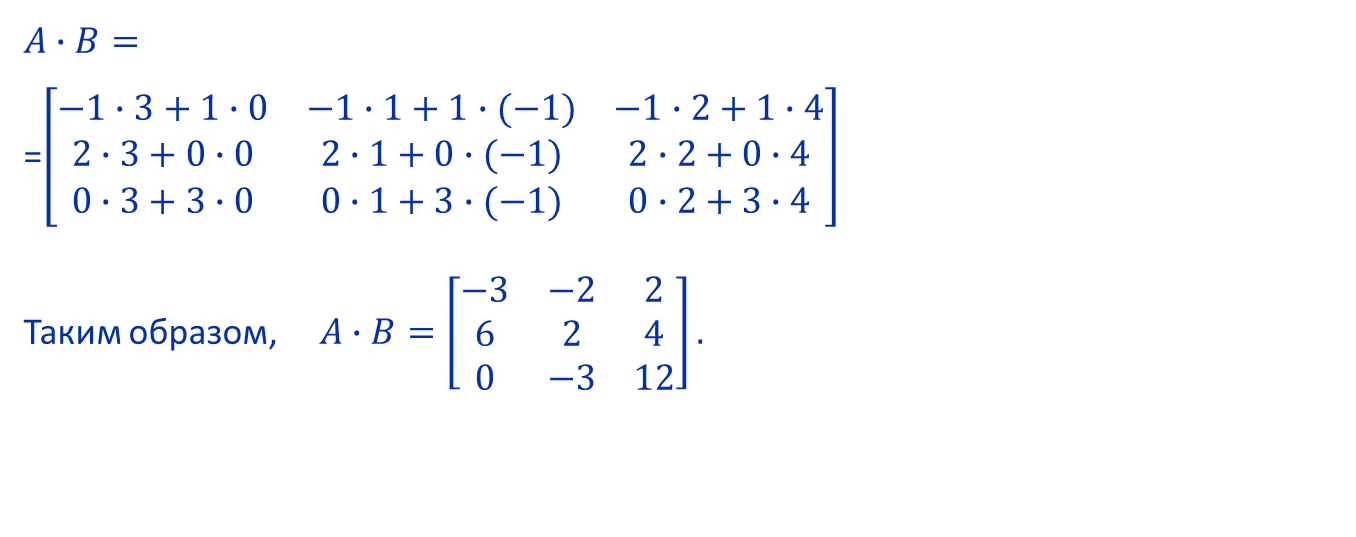 A · B =
=[−1 · 3 + 1 · 0 −1 · 1 + 1 · (−1) −1 · 2 + 1 · 4
2 · 3 + 0 · 0 2 · 1 + 0 · (−1) 2 · 2 + 0 · 4
0 · 3 + 3 · 0 0 · 1 + 3 · (−1) 0 · 2 + 3 · 4]
Таким образом, A · B = [−3 −2 2
6 2 4
0 −3 12].